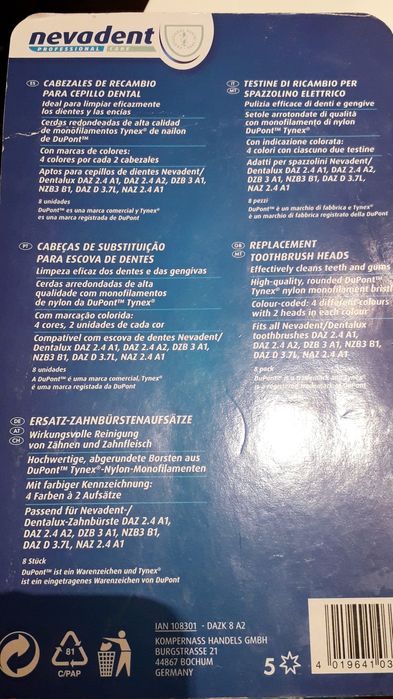 nevadent
PROFESSIONAL CARE
ES
CABEZALES DE RECAMBIO
PARA CEPILLO DENTAL
Ideal para limpiar eficazmente
los dientes y las encías
Cerdas redondeadas de alta calidad
de monofilamentos Tynex® de nailon
de DuPont™
Con marcas de colores:
4 colores por cada 2 cabezales
Aptos para cepillos de dientes Nevadent/
Dentalux DAZ 2.4 A1, DAZ 2.4 A2, DZB 3 A1,
NZB3 B1, DAZ D 3.7L, NAZ 2.4 A1
8 unidades
DuPont™ es una marca comercial y Tynex®
es una marca registrada de DuPont
IT
MT
TESTINE DI RICAMBIO PER
SPAZZOLINO ELETTRICO
Pulizia efficace di denti e gengive
Setole arrotondate di qualità
con monofilamento di nylon
DuPont™ Tynex®
Con indicazione colorata:
4 colori con ciascuno due testine
Adatti per spazzolini Nevadent/
Dentalux DAZ 2.4 A1, DAZ 2.4 A2,
DZB 3 A1, NZB3 B1, DAZ D 3.7L,
NAZ 2.4 A1
8 pezzi
DuPont™ è un marchio di fabbrica e Tynex®
è un marchio di fabbrica registrato della DuPont
PT
CABEÇAS DE SUBSTITUIÇÃO
PARA ESCOVA DE DENTES
Limpeza eficaz dos dentes e das gengivas
Cerdas arredondadas de alta
qualidade com monofilamentos
de nylon da DuPont™ Tynex®
Com marcação colorida:
4 cores, 2 unidades de cada cor
Compatível com escova de dentes Nevadent/
Dentalux DAZ 2.4 A1, DAZ 2.4 A2, DZB 3 A1,
NZB3 B1, DAZ D 3.7L, NAZ 2.4 A1
8 unidades
A DuPont™ é uma marca comercial, Tynex®
é uma marca registada da DuPont
GB
MT
REPLACEMENT
TOOTHBRUSH HEADS
Effectively cleans teeth and gums
High-quality, rounded DuPont™
Tynex® nylon monofilament bristl
Colour-coded: 4 different colours
with 2 heads in each colour
Fits all Nevadent/Dentalux
toothbrushes DAZ 2.4 A1,
DAZ 2.4 A2, DZB 3 A1, NZB3 B1,
DAZ D 3.7L, NAZ 2.4 A1
8 pack
DuPont™ is a trademark and Tynex®
is a registered trademark of DuPont
DE
AT
CH
ERSATZ-ZAHNBÜRSTENAUFSÄTZE
Wirkungsvolle Reinigung
von Zähnen und Zahnfleisch
Hochwertige, abgerundete Borsten aus
DuPont™ Tynex®-Nylon-Monofilamenten
Mit farbiger Kennzeichnung:
4 Farben à 2 Aufsätze
Passend für Nevadent-/
Dentalux-Zahnbürste DAZ 2.4 A1,
DAZ 2.4 A2, DZB 3 A1, NZB3 B1,
DAZ D 3.7L, NAZ 2.4 A1
8 Stück
DuPont™ ist ein Warenzeichen und Tynex®
ist ein eingetragenes Warenzeichen von DuPont
81
C/PAP
IAN 108301 - DAZK 8 A2
KOMPERNASS HANDELS GMBH
BURGSTRASSE 21
44867 BOCHUM
GERMANY
5
4 019641 03